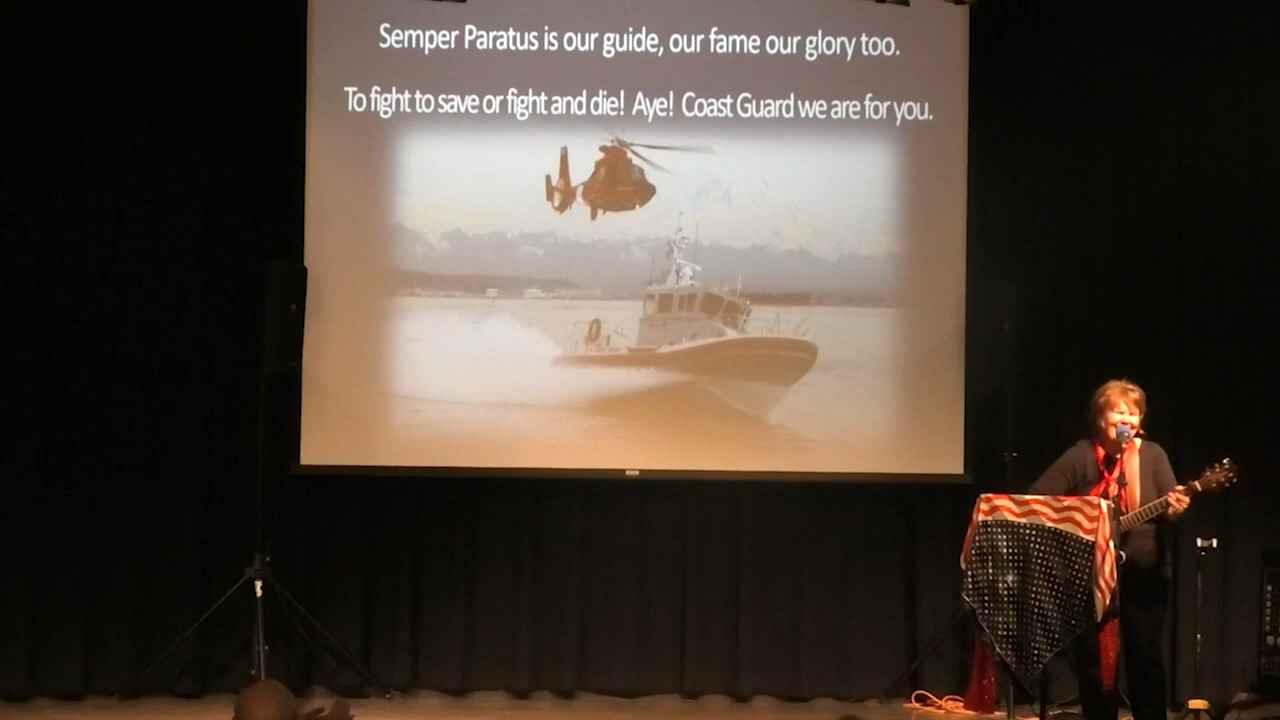 Semper Paratus is our guide, our fame our glory too.
To fight to save or fight and die! Aye! Coast Guard we are for you.